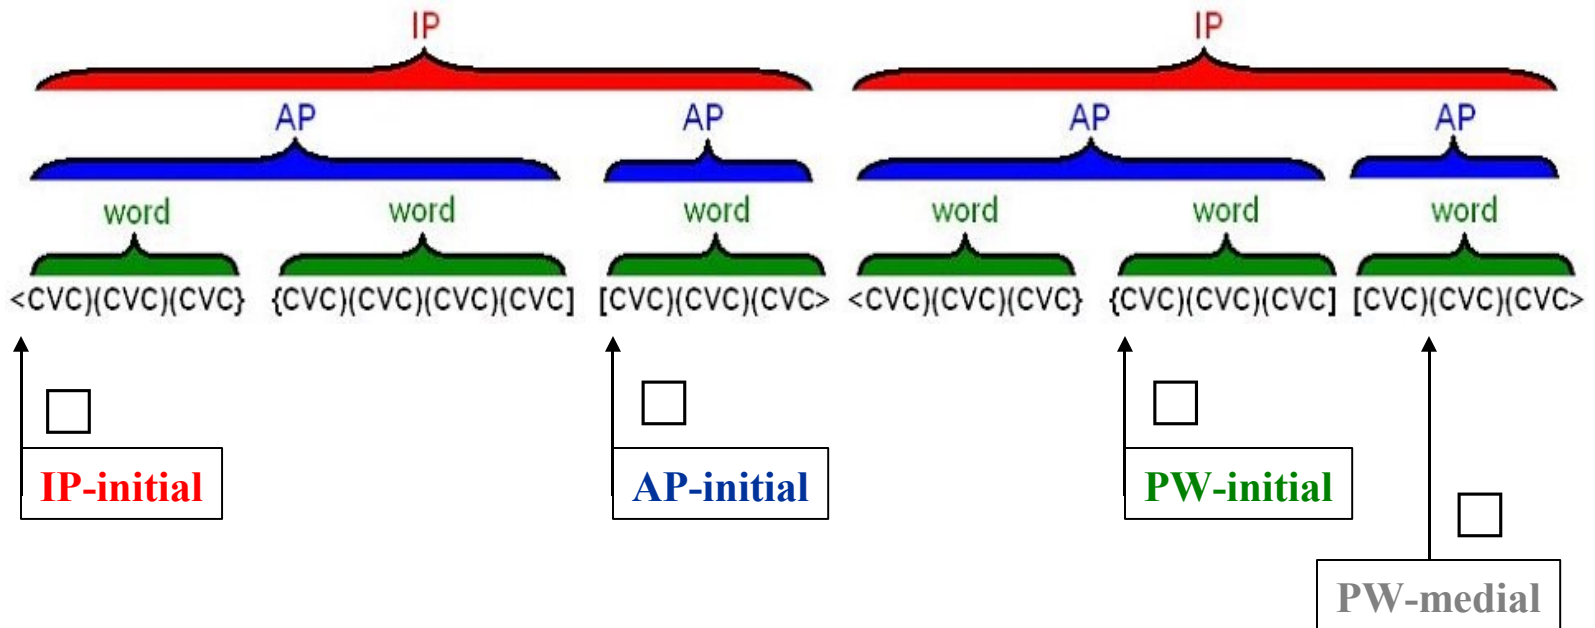 IP IP
AP AP AP AP
word word word word word word
<CVC)(CVC)(CVC} {CVC)(CVC)(CVC)(CVC] [CVC)(CVC)(CVC> <CVC)(CVC)(CVC} {CVC)(CVC)(CVC] [CVC)(CVC)(CVC>
IP-initial AP-initial PW-initial
PW-medial